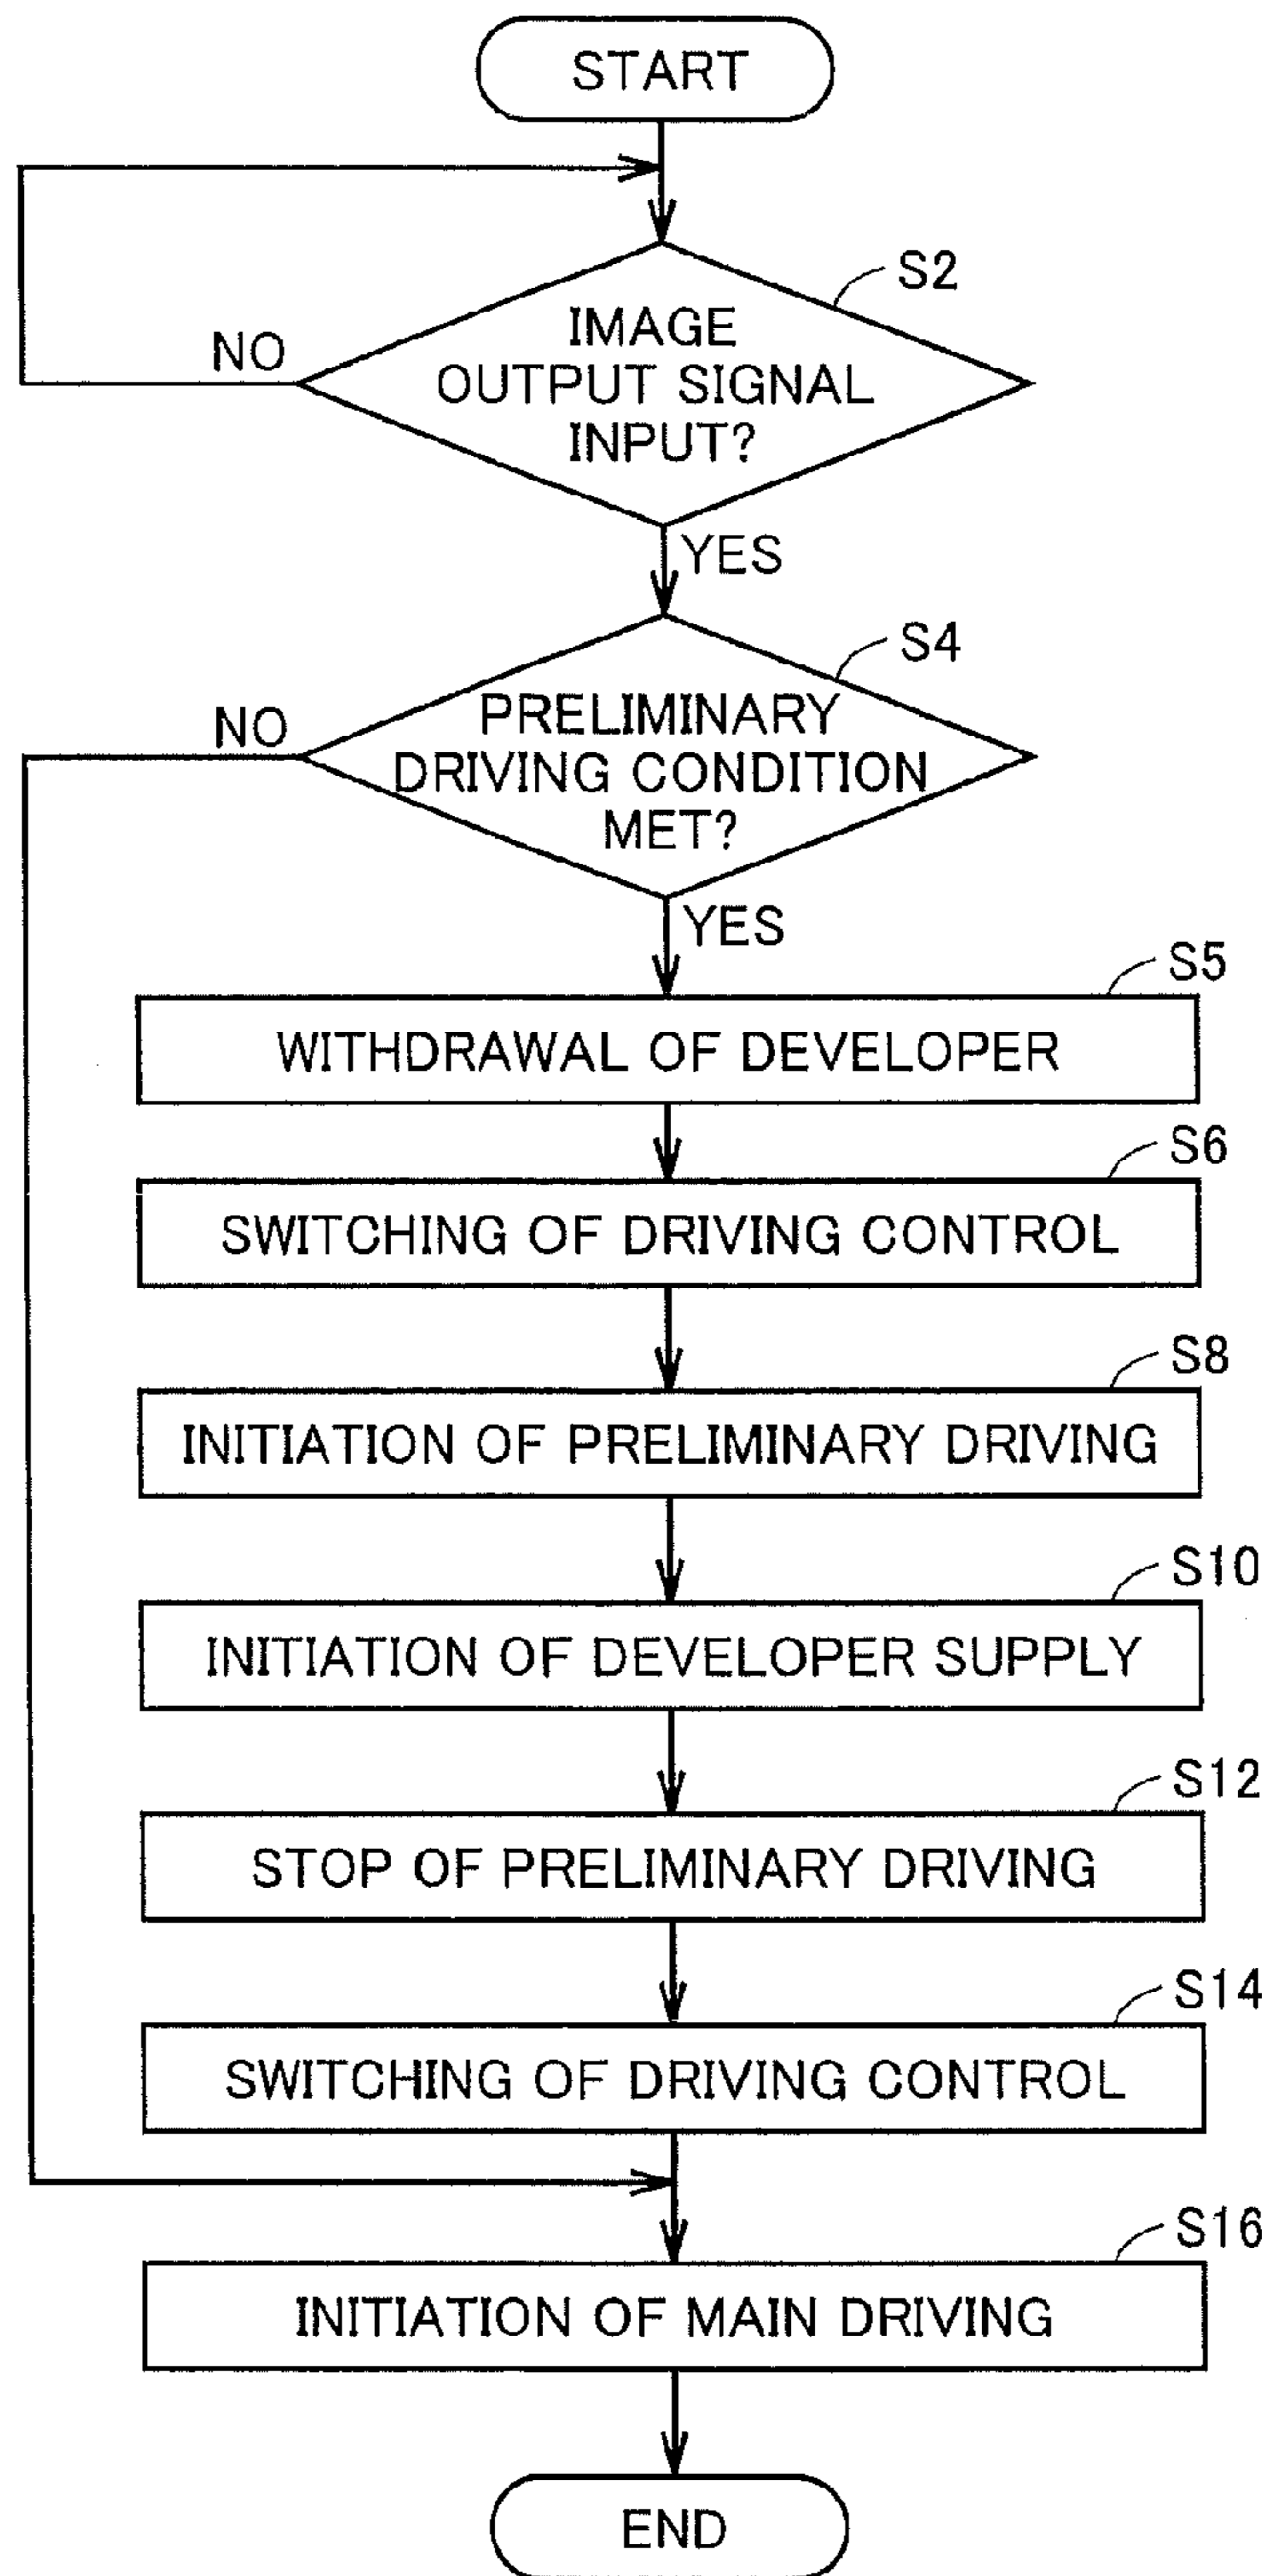 START
S2
IMAGE
OUTPUT SIGNAL
INPUT?
NO
YES
S4
PRELIMINARY
DRIVING CONDITION
MET?
NO
YES
S5
WITHDRAWAL OF DEVELOPER
S6
SWITCHING OF DRIVING CONTROL
S8
INITIATION OF PRELIMINARY DRIVING
S10
INITIATION OF DEVELOPER SUPPLY
S12
STOP OF PRELIMINARY DRIVING
S14
SWITCHING OF DRIVING CONTROL
S16
INITIATION OF MAIN DRIVING
END